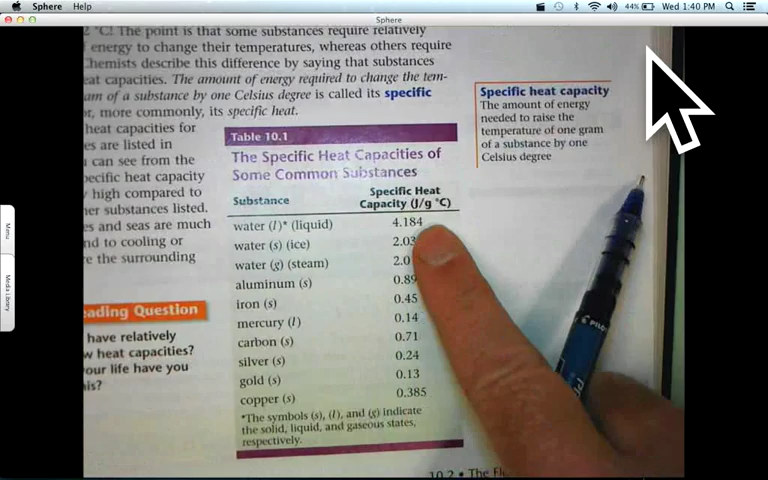 Sphere Help
44% Wed 1:40 PM
Sphere
2 °C! The point is that some substances require relatively
energy to change their temperatures, whereas others require
Chemists describe this difference by saying that substances
eat capacities. The amount of energy required to change the tem-
am of a substance by one Celsius degree is called its specific
or, more commonly, its specific heat.
heat capacities for
es are listed in
can see from the
pecific heat capacity
high compared to
her substances listed.
es and seas are much
nd to cooling or
re the surrounding
eading Question
have relatively
w heat capacities?
your life have you
his?
Table 10.1
The Specific Heat Capacities of
Some Common Substances
Substance Specific Heat Capacity (J/g °C)
water (l)* (liquid) 4.184
water (s) (ice) 2.03
water (g) (steam) 2.0
aluminum (s) 0.89
iron (s) 0.45
mercury (l) 0.14
carbon (s) 0.71
silver (s) 0.24
gold (s) 0.13
copper (s) 0.385
*The symbols (s), (l), and (g) indicate
the solid, liquid, and gaseous states,
respectively.
Specific heat capacity
The amount of energy
needed to raise the
temperature of one gram
of a substance by one
Celsius degree
10.2 • The Fl
Menu
Media Library
PILOT